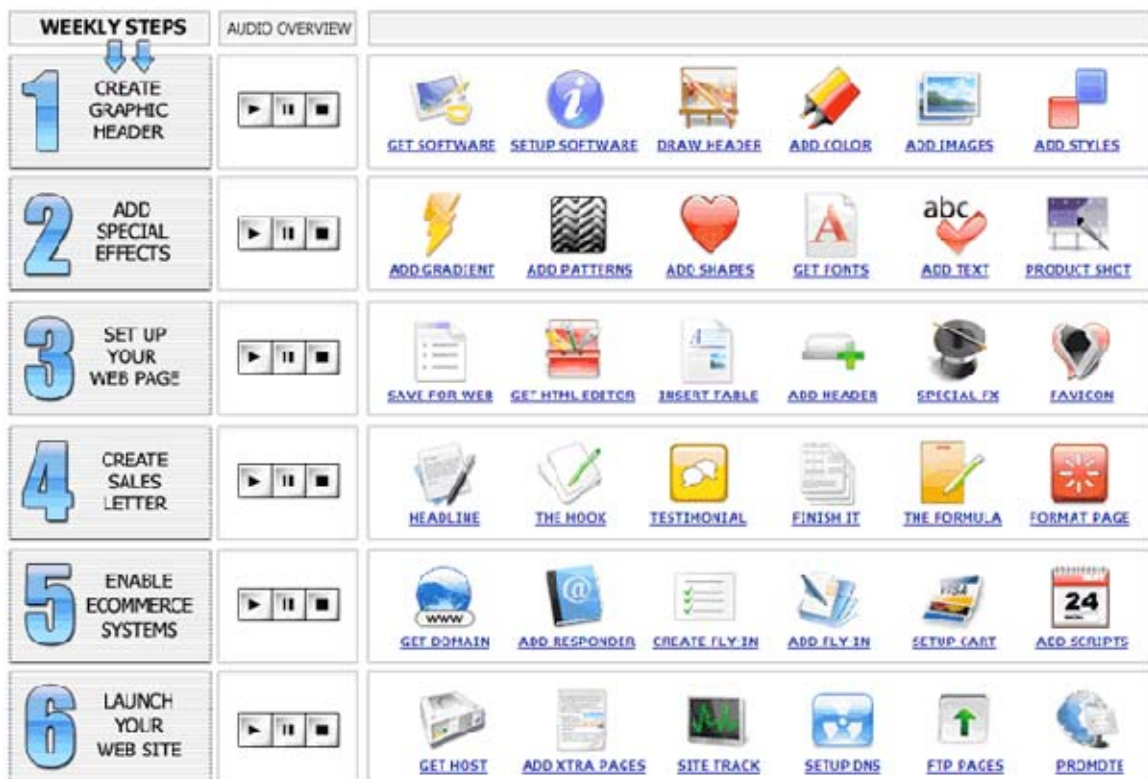 WEEKLY STEPS
AUDIO OVERVIEW
1
CREATE
GRAPHIC
HEADER
GET SOFTWARE
SETUP SOFTWARE
DRAW HEADER
ADD COLOR
ADD IMAGES
ADD STYLES
2
ADD
SPECIAL
EFFECTS
abc
A
ADD GRADIENT
ADD PATTERNS
ADD SHAPES
GET FONTS
ADD TEXT
PRODUCT SHOT
3
SET UP
YOUR
WEB PAGE
SAVE FOR WEB
GET HTML EDITOR
INSERT TABLE
ADD HEADER
SPECIAL FX
FAVICON
4
CREATE
SALES
LETTER
HEADLINE
THE HOOK
TESTIMONIAL
FINISH IT
THE FORMULA
FORMAT PAGE
5
ENABLE
ECOMMERCE
SYSTEMS
WWW
@
VISA
24
GET DOMAIN
ADD RESPONDER
CREATE FLY-IN
ADD FLY-IN
SETUP CART
ADD SCRIPTS
6
LAUNCH
YOUR
WEB SITE
GET HOST
ADD XTRA PAGES
SITE TRACK
SETUP DNS
FTP PAGES
PROMOTE